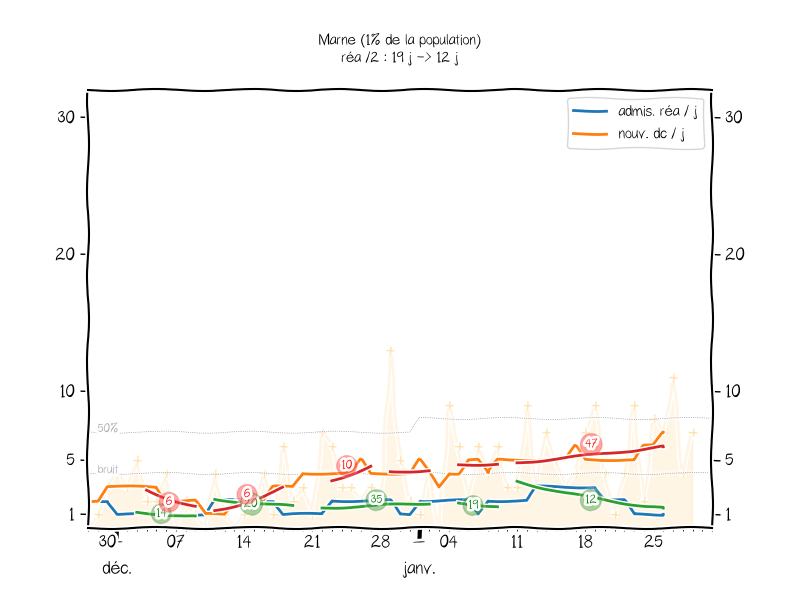 Marne (1% de la population)
réa /2 : 19 j -> 12 j
admis. réa / j
nouv. dc / j
30 30
20 20
10 10
50%
bruit
5 5
1 1
6 6 10 47
14 20 35 19 12
30 07 14 21 28 04 11 18 25
déc. janv.